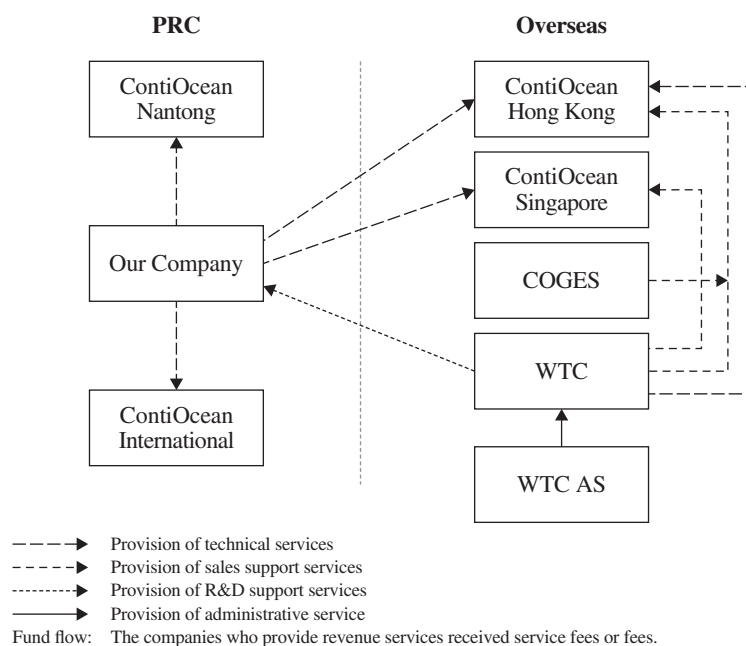 PRC
Overseas
ContiOcean
Nantong
ContiOcean
Hong Kong
ContiOcean
Singapore
Our Company
COGES
WTC
ContiOcean
International
WTC AS
Provision of technical services
Provision of sales support services
Provision of R&D support services
Provision of administrative service
Fund flow: The companies who provide revenue services received service fees or fees.